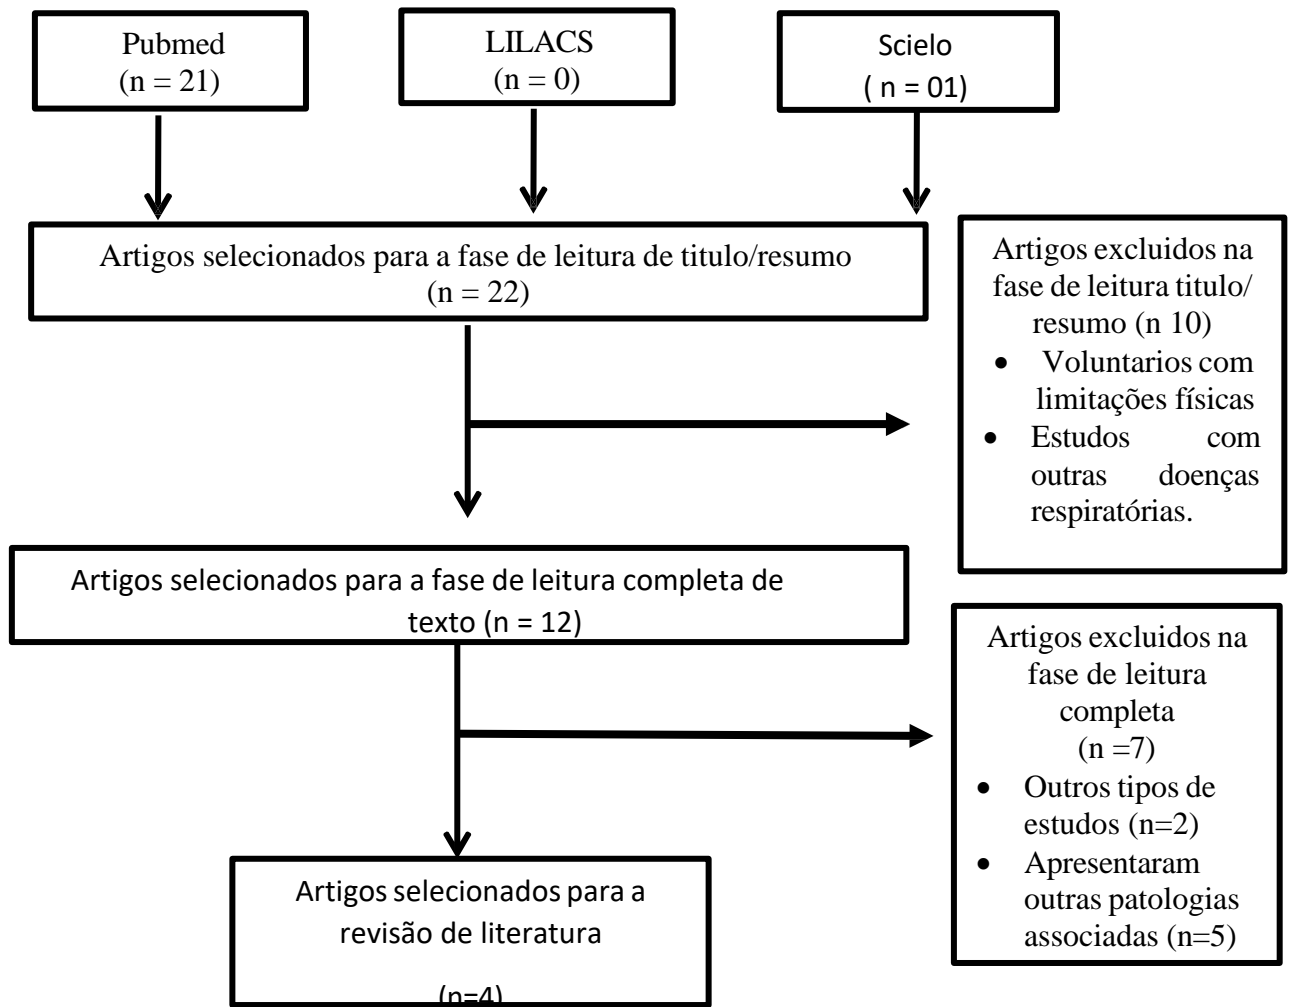 Pubmed
(n = 21)
LILACS
(n = 0)
Scielo
( n = 01)
Artigos selecionados para a fase de leitura de titulo/resumo
(n = 22)
Artigos excluidos na
fase de leitura titulo/
resumo (n 10)
• Voluntarios com
limitações físicas
• Estudos com
outras doenças
respiratórias.
Artigos selecionados para a fase de leitura completa de
texto (n = 12)
Artigos excluidos na
fase de leitura
completa
(n =7)
• Outros tipos de
estudos (n=2)
• Apresentaram
outras patologias
associadas (n=5)
Artigos selecionados para a
revisão de literatura
(n=4)